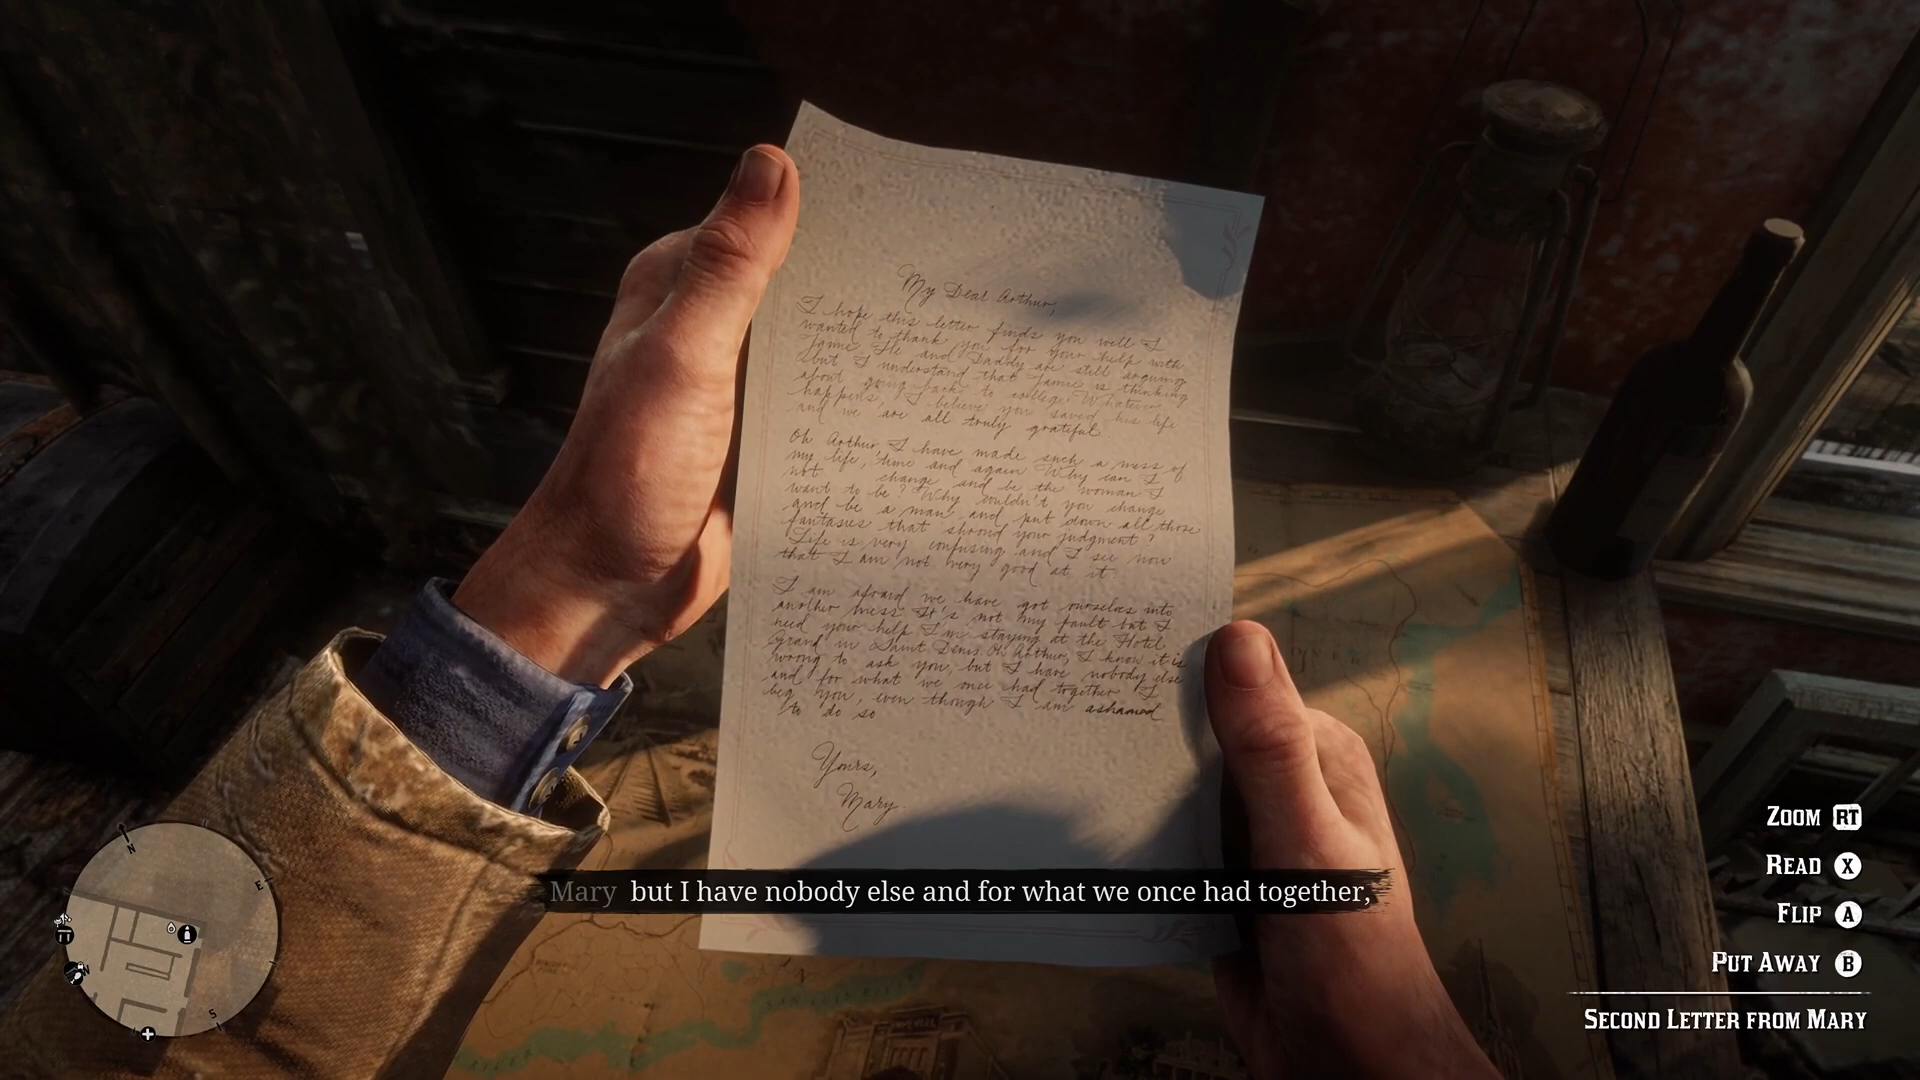 My Dear Arthur,
I hope this letter finds you well I
wanted to thank you for your help with
Jamie. He and Daddy are still arguing
but I understand that Jamie is thinking
about going back to college. Whatever
happens, I believe you saved his life
and we are all truly grateful.
Oh Arthur, I have made such a mess of
my life, time and again Why can I
not change and be the woman I
want to be? Why couldn't you change
and be a man and put down all those
fantasies that shroud your judgment?
Life is very confusing and I see now
that I am not very good at it.
I am afraid we have got ourselves into
another mess. It's not my fault but I
need your help I'm staying at the Hotel
Grand in Saint Denis. Oh Arthur, I know it is
wrong to ask you, but I have nobody else
and for what we once had together I
beg you, even though I am ashamed
to do so
Yours,
Mary.
Mary but I have nobody else and for what we once had together,
ZOOM RT
READ X
FLIP A
PUT AWAY B
SECOND LETTER FROM MARY
N
E
S